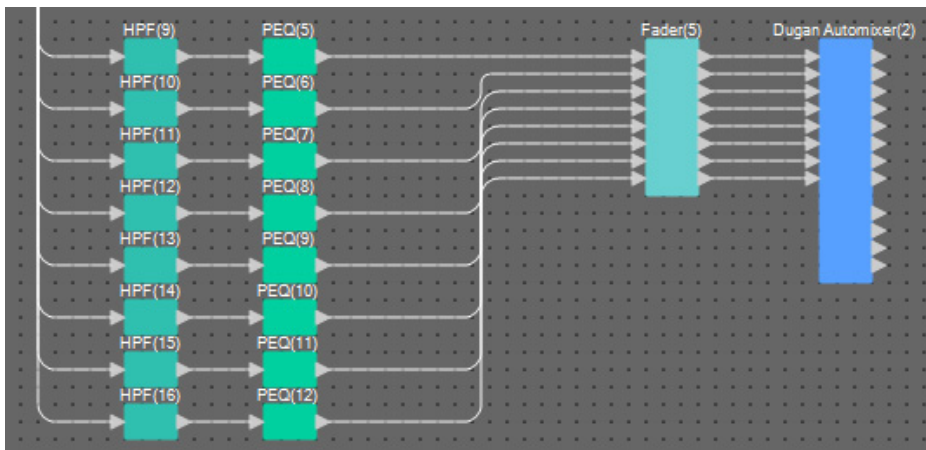 HPF(9) PEQ(5) Fader(5) Dugan Automixer(2)
HPF(10) PEQ(6)
HPF(11) PEQ(7)
HPF(12) PEQ(8)
HPF(13) PEQ(9)
HPF(14) PEQ(10)
HPF(15) PEQ(11)
HPF(16) PEQ(12)